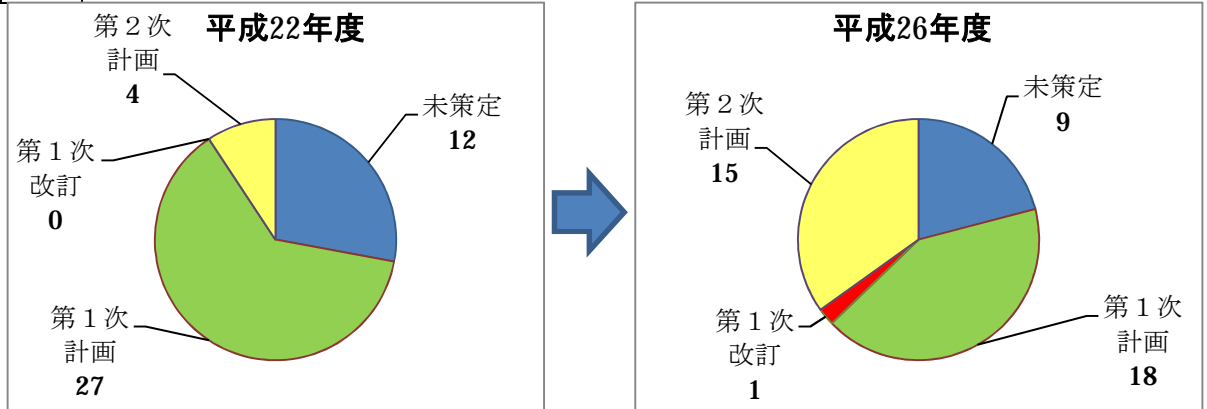 平成22年度
第２次
計画
4
未策定
12
第１次
改訂
0
第１次
計画
27
平成26年度
第２次
計画
15
未策定
9
第１次
改訂
1
第１次
計画
18